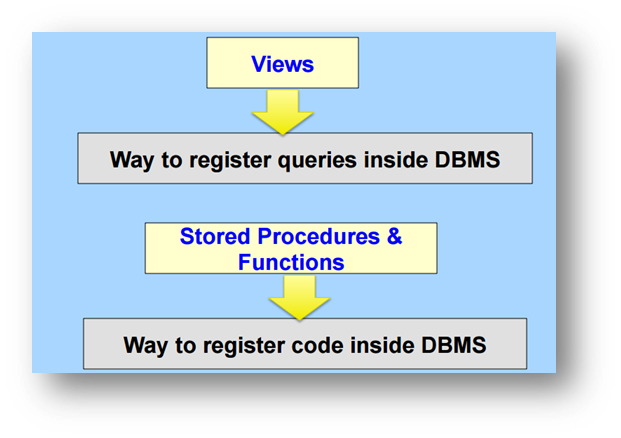 Views
Way to register queries inside DBMS
Stored Procedures &
Functions
Way to register code inside DBMS